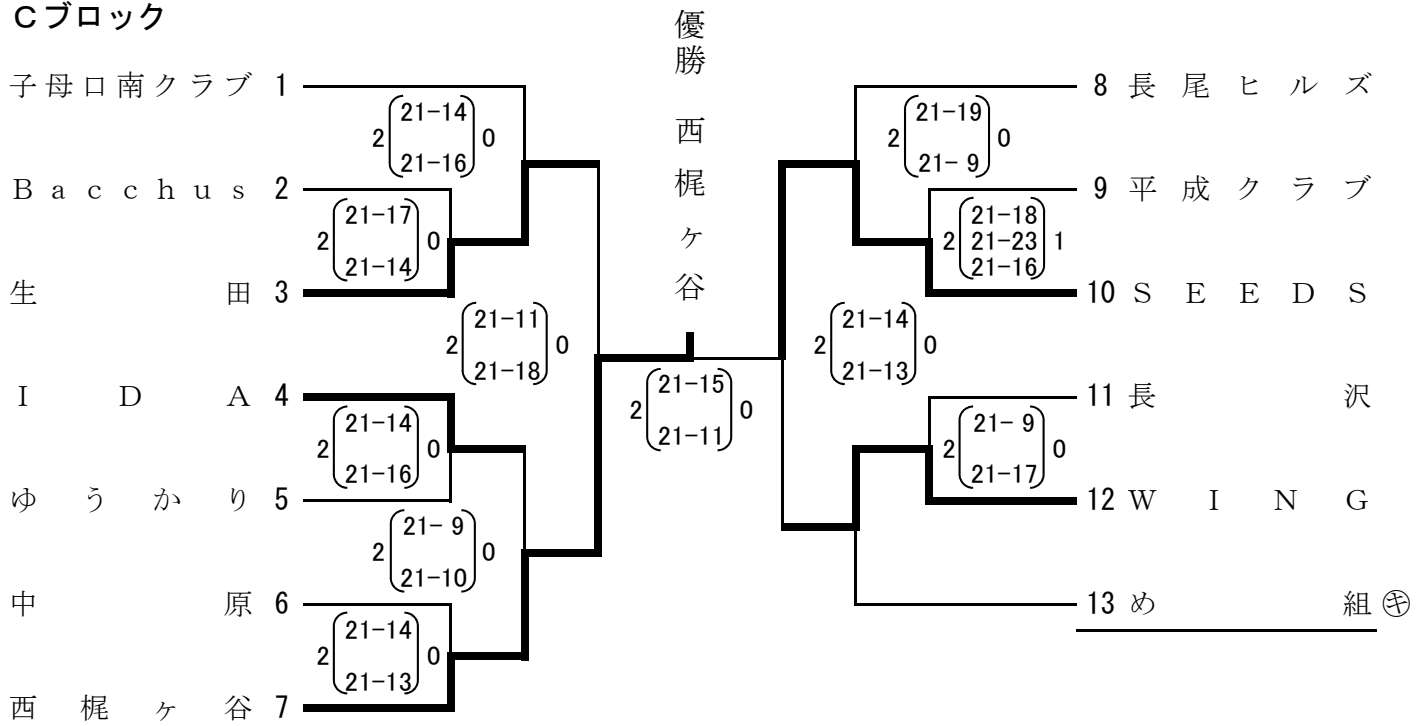 Cブロック
優勝 西梶ヶ谷
子母口南クラブ 1
21-14
2 0
21-16
Bacchus 2
21-17
2 0
21-14
生田 3
21-11
2 0
21-18
IDA 4
21-14
2 0
21-16
ゆうかり 5
21- 9
2 0
21-10
中原 6
21-14
2 0
21-13
西梶ヶ谷 7
21-15
2 0
21-11
8 長尾ヒルズ
21-19
2 0
21- 9
9 平成クラブ
21-18
2 21-23 1
21-16
10 SEEDS
21-14
2 0
21-13
11 長沢
21- 9
2 0
21-17
12 WING
13 め組 ㋖